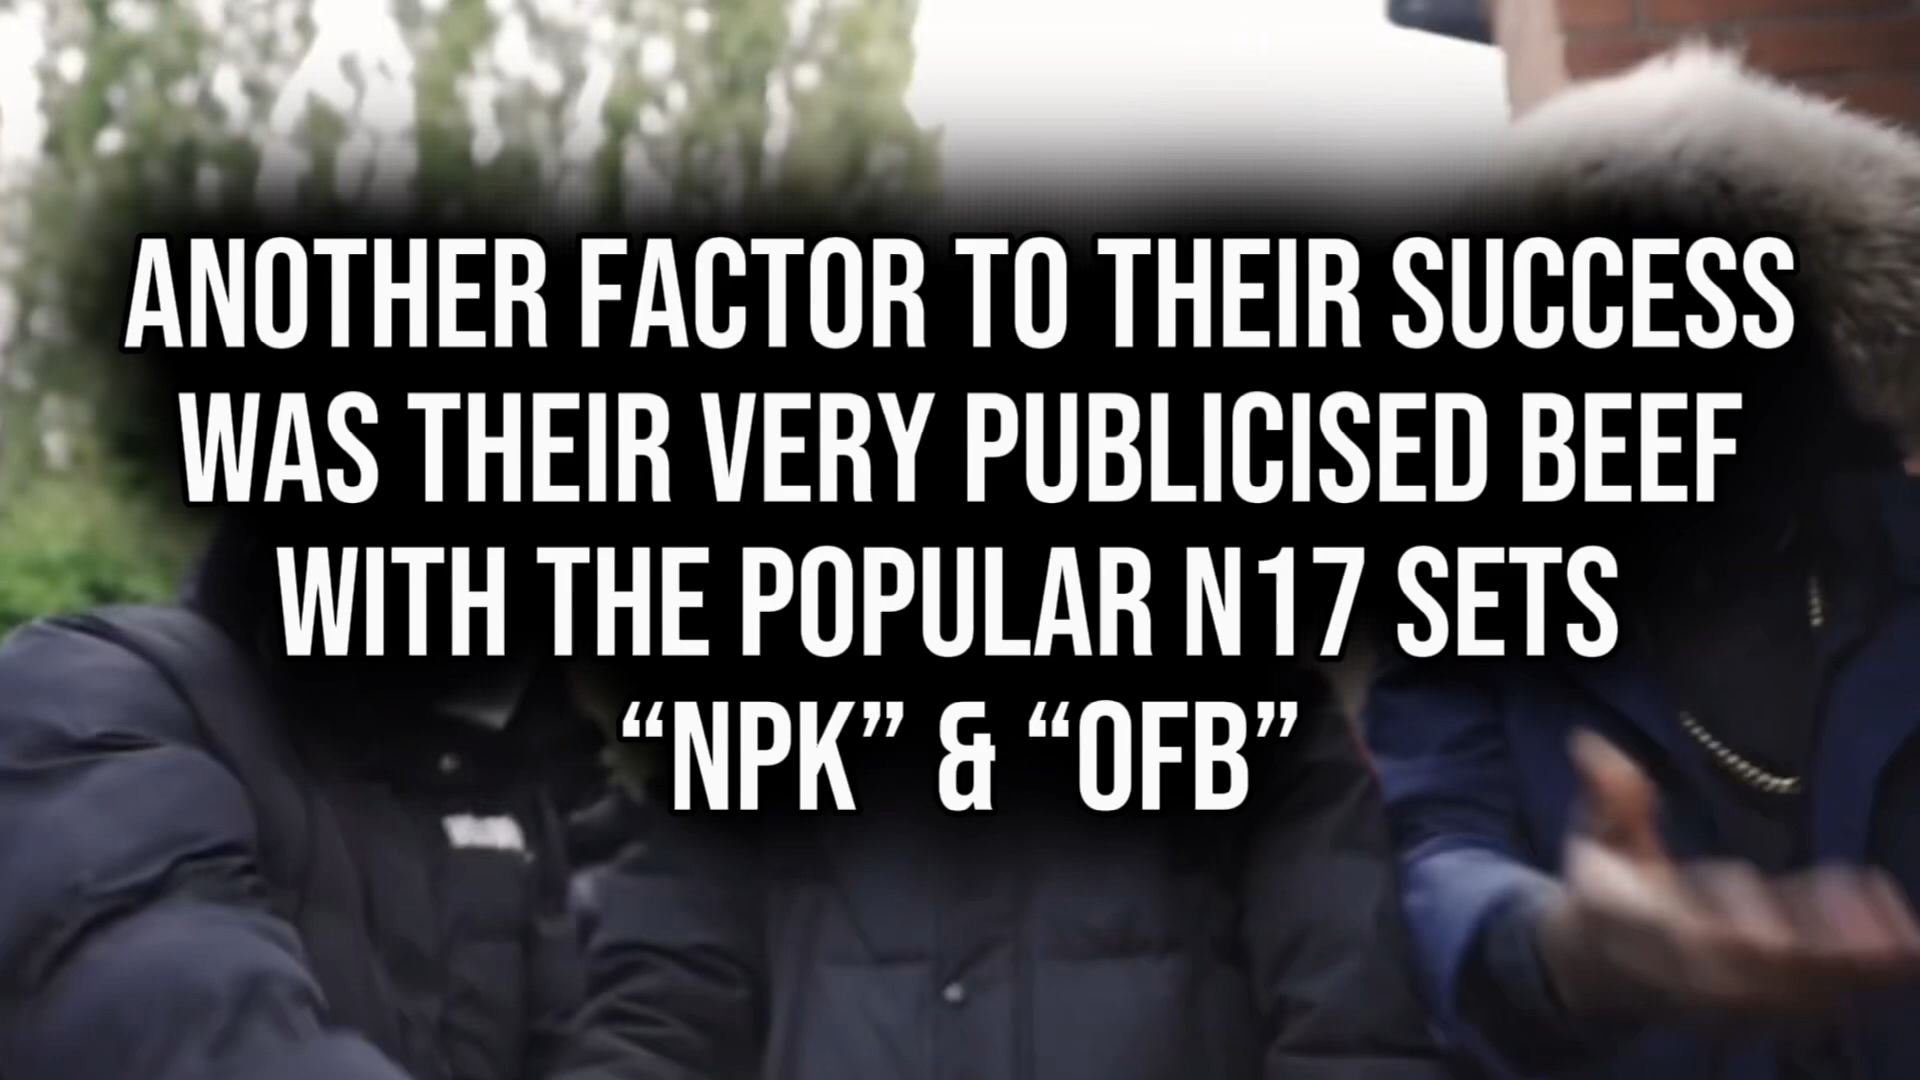 ANOTHER FACTOR TO THEIR SUCCESS
WAS THEIR VERY PUBLICISED BEEF
WITH THE POPULAR N17 SETS
“NPK” & “OFB”